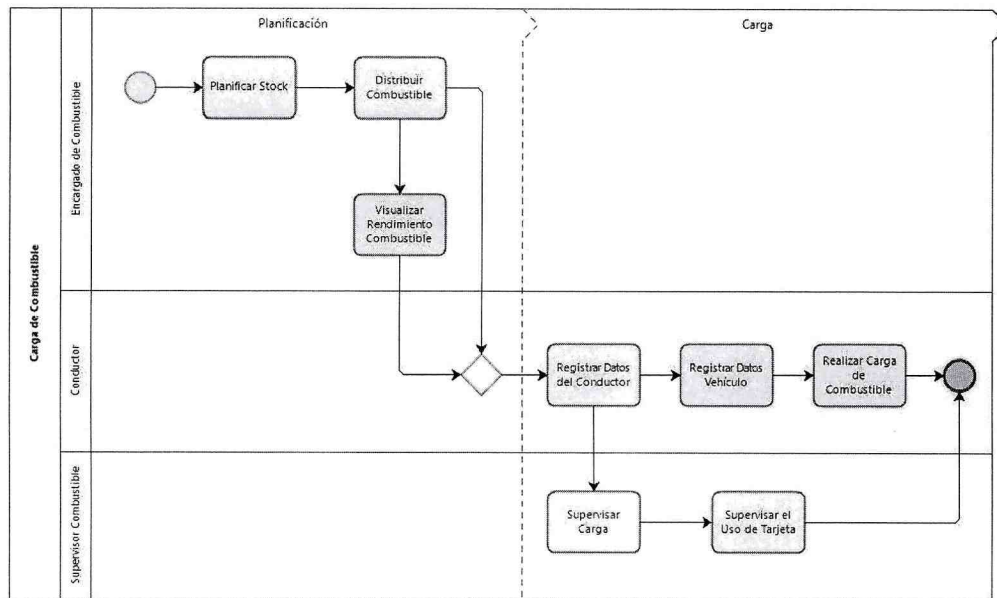 Planificación
Carga
Carga de Combustible
Encargado de Combustible
Planificar Stock
Distribuir
Combustible
Visualizar
Rendimiento
Combustible
Conductor
Registrar Datos
del Conductor
Registrar Datos
Vehículo
Realizar Carga
de
Combustible
Supervisor Combustible
Supervisar
Carga
Supervisar el
Uso de Tarjeta